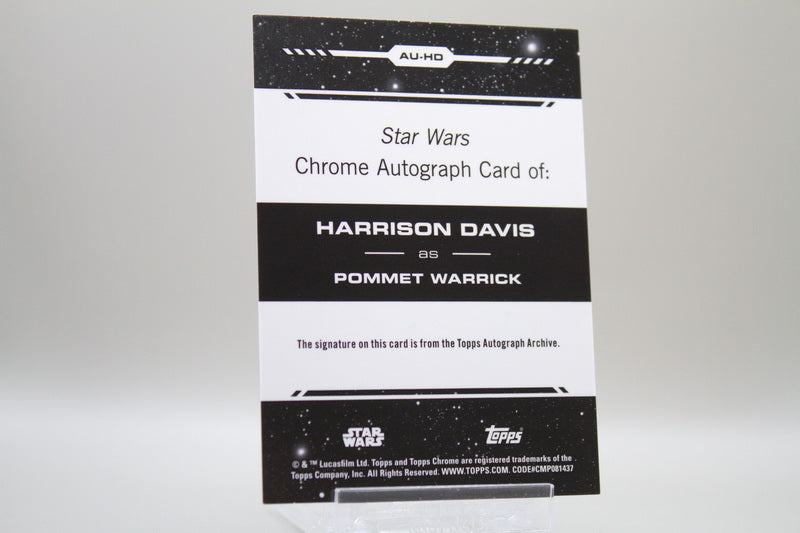 AU-HD
Star Wars
Chrome Autograph Card of:
HARRISON DAVIS
as
POMMET WARRICK
The signature on this card is from the Topps Autograph Archive.
STAR WARS
Topps
© & ™ Lucasfilm Ltd. Topps and Topps Chrome are registered trademarks of the
Topps Company, Inc. All Rights Reserved. WWW.TOPPS.COM. CODE#CMP081437